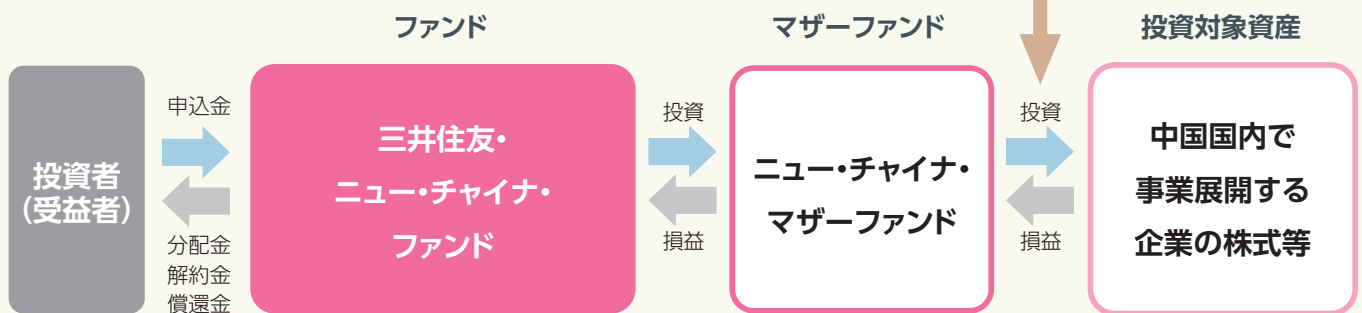 ファンド
マザーファンド
投資対象資産
投資者
(受益者)
申込金
分配金
解約金
償還金
三井住友・
ニュー・チャイナ・
ファンド
投資
損益
ニュー・チャイナ・
マザーファンド
投資
損益
中国国内で
事業展開する
企業の株式等